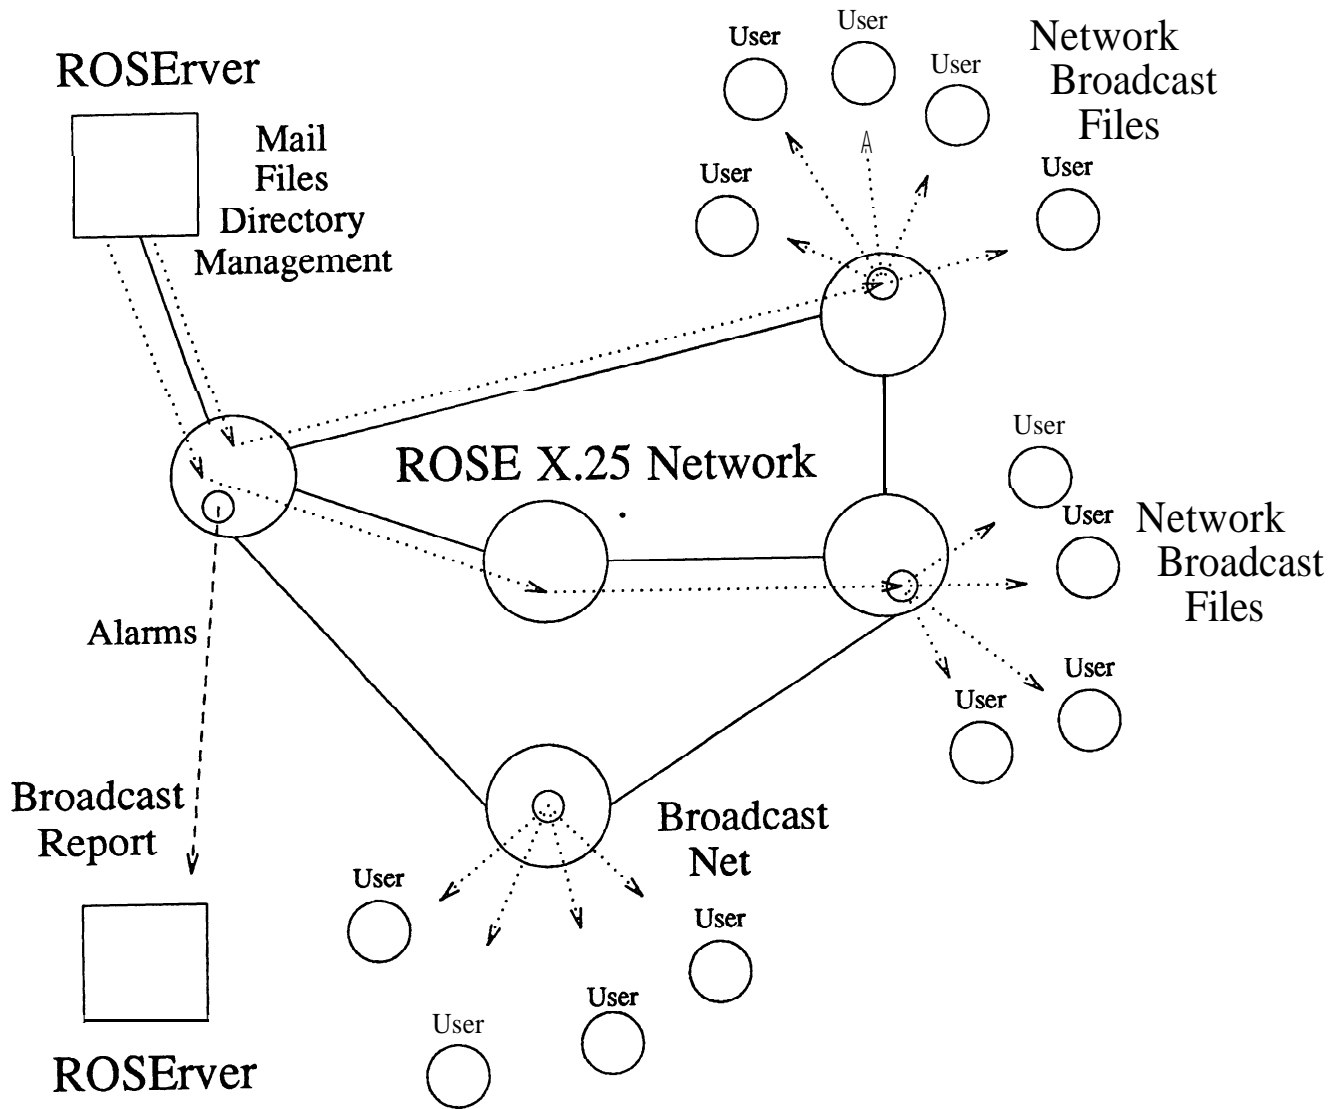 ROSErver
Mail
Files
Directory
Management
User
User
User
User
User
Network
Broadcast
Files
ROSE X.25 Network
User
User
Network
Broadcast
Files
User
User
Alarms
Broadcast
Report
Broadcast
Net
User
User
User
User
ROSErver